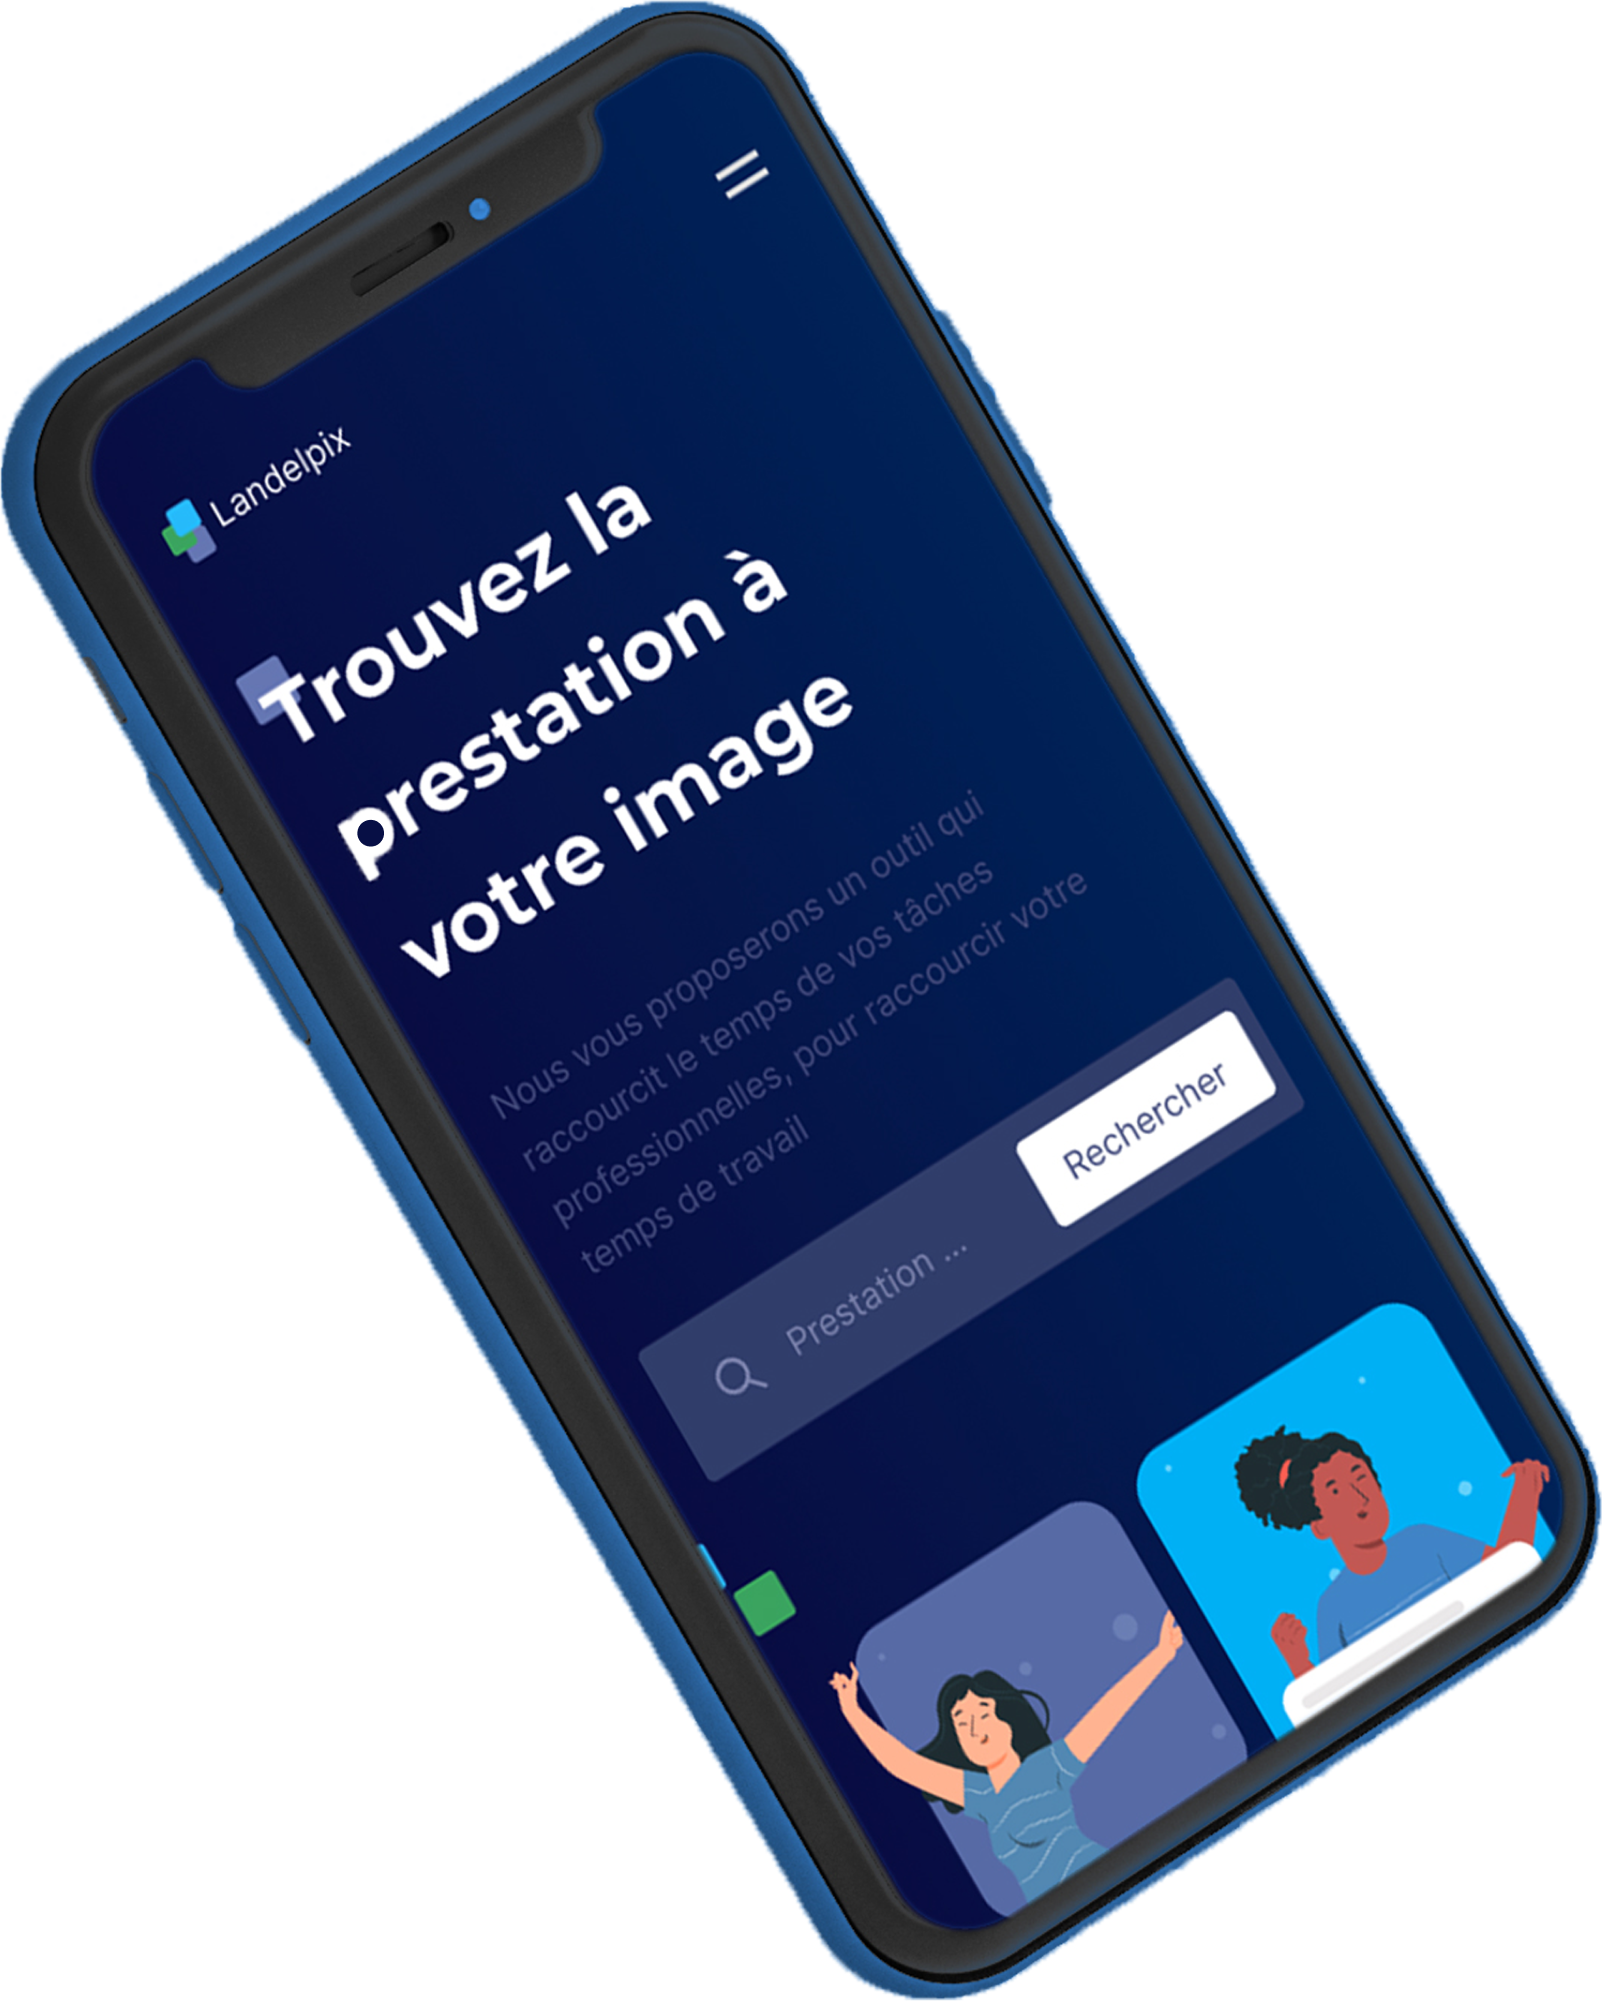 Landelpix
Trouvez la
prestation à
votre image
Nous vous proposerons un outil qui
raccourcit le temps de vos tâches
professionnelles, pour raccourcir votre
temps de travail
Prestation ...
Rechercher